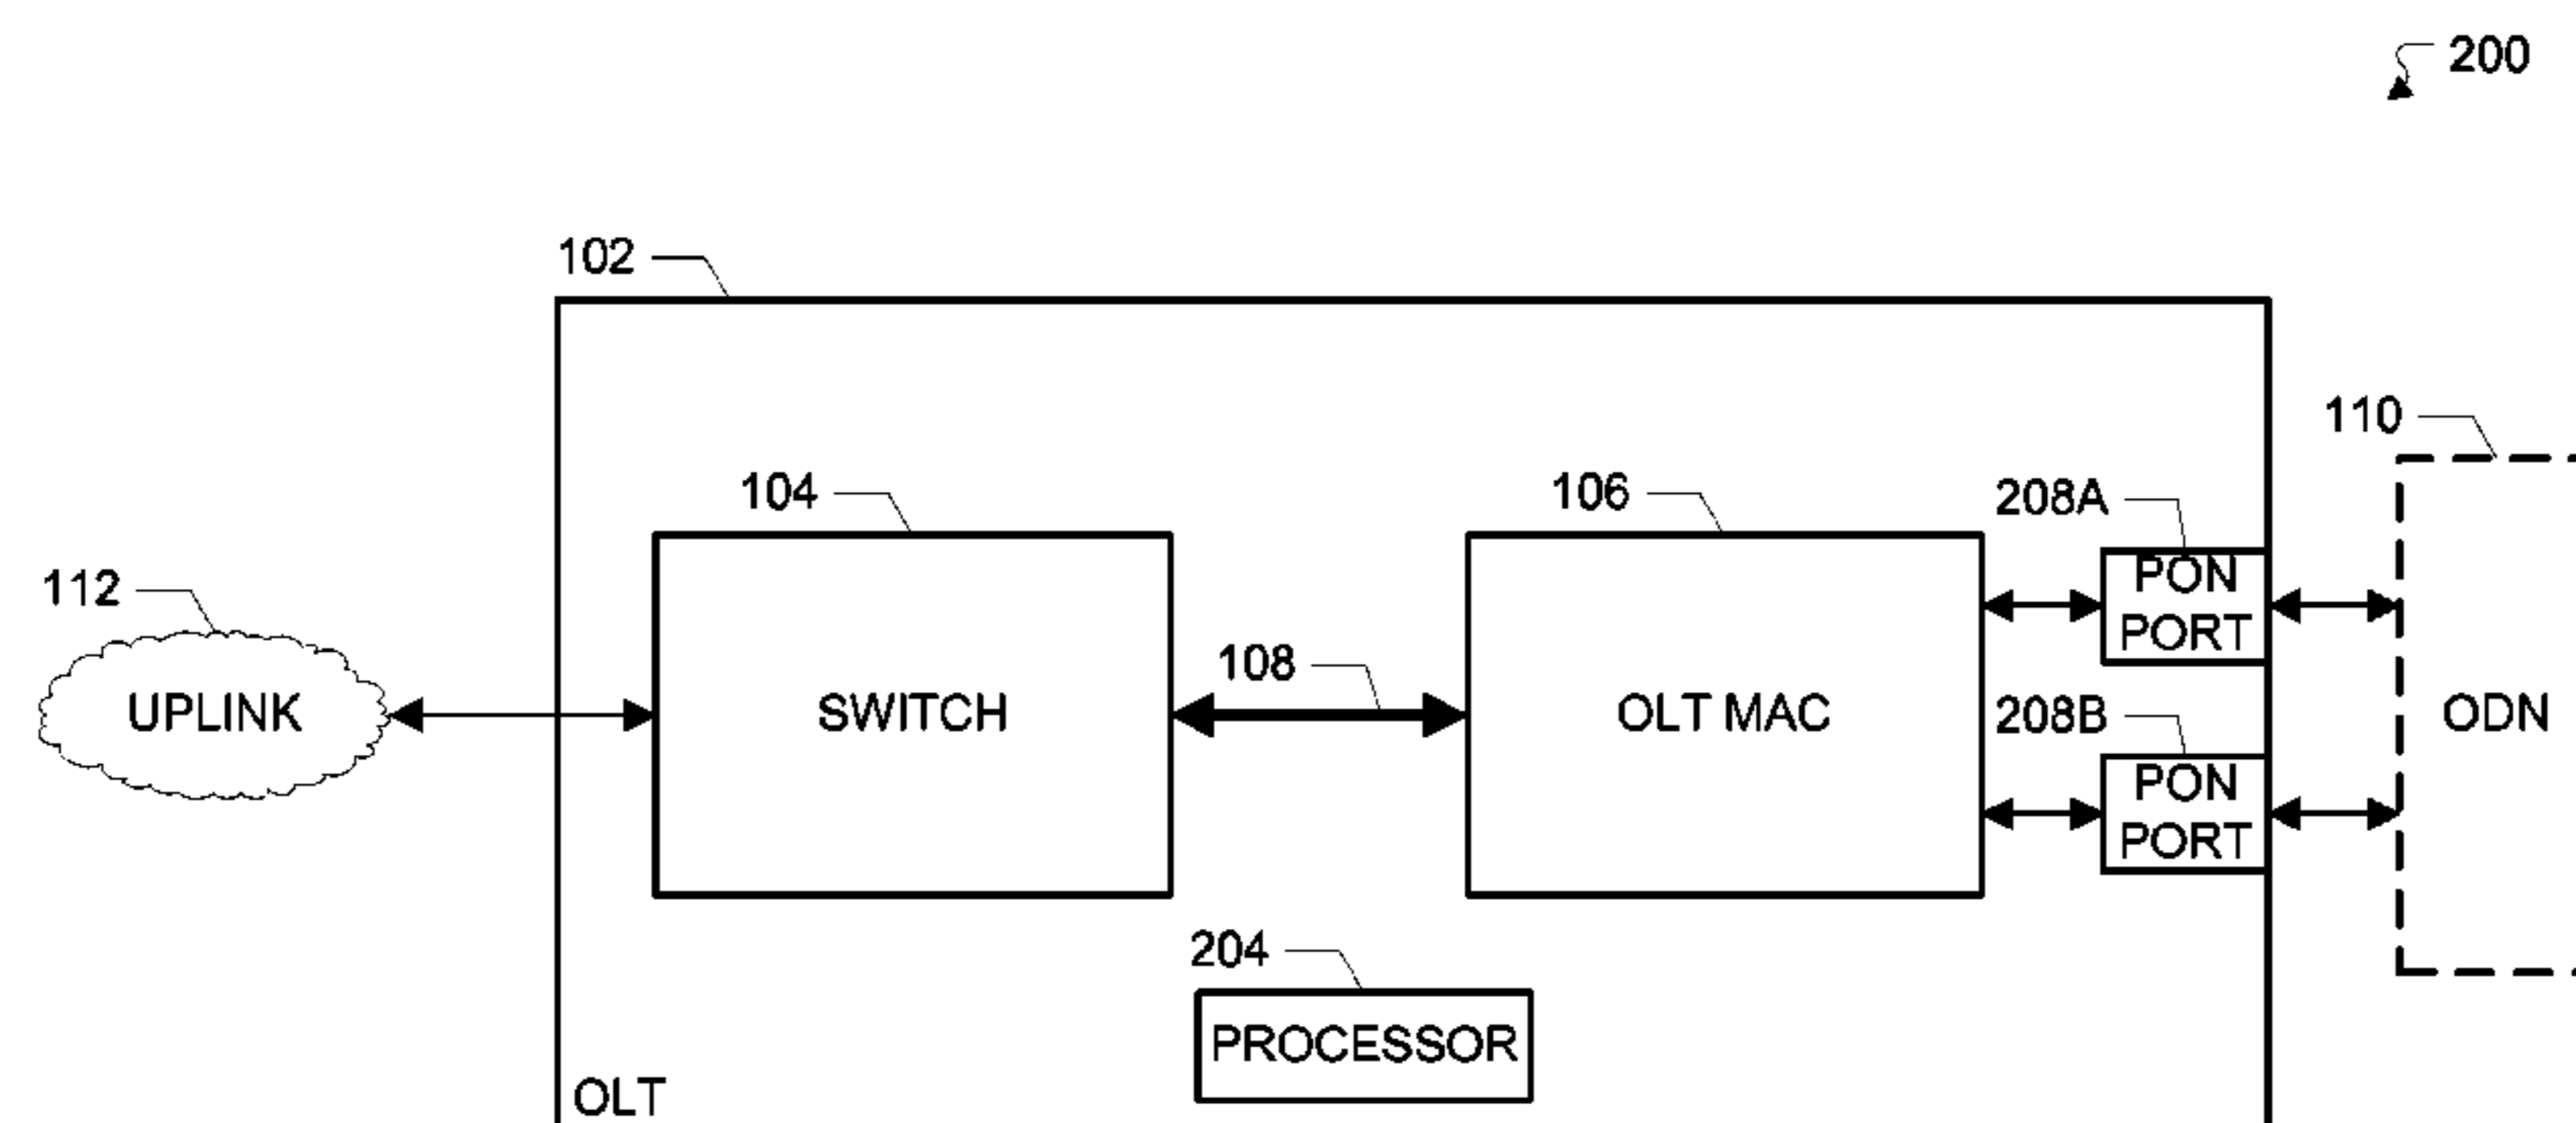 200
102
110
104
106
208A
112
PON
PORT
108
UPLINK
SWITCH
OLT MAC
208B
ODN
PON
PORT
204
PROCESSOR
OLT